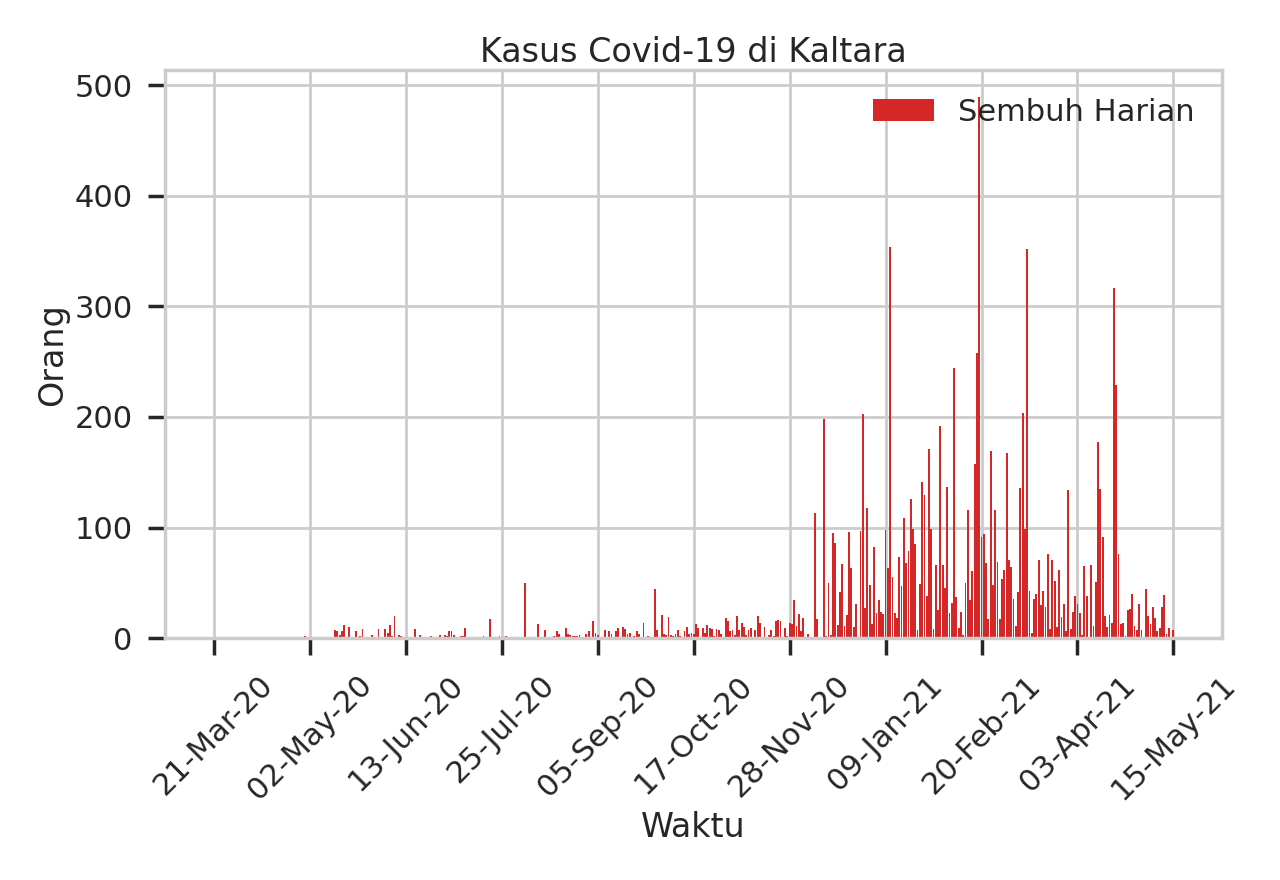 Kasus Covid-19 di Kaltara
Sembuh Harian
Orang
500
400
300
200
100
0
21-Mar-20
02-May-20
13-Jun-20
25-Jul-20
05-Sep-20
17-Oct-20
28-Nov-20
09-Jan-21
20-Feb-21
03-Apr-21
15-May-21
Waktu